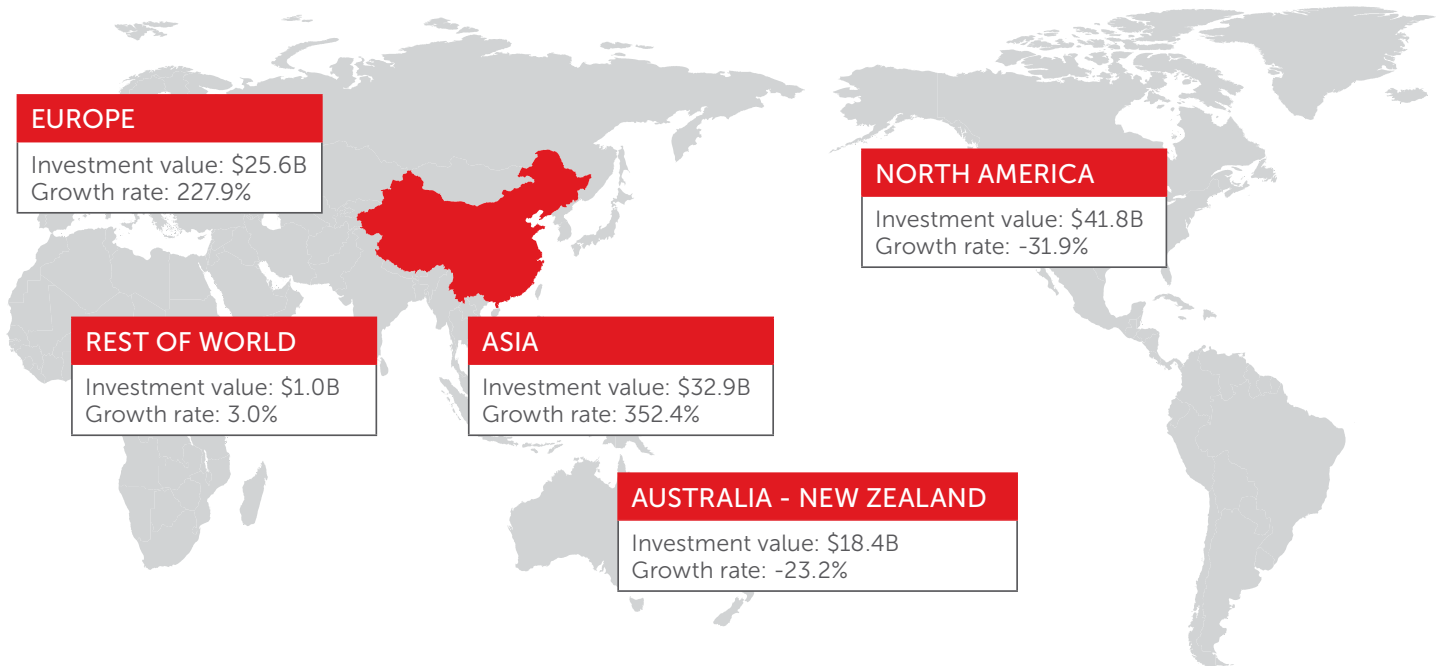 EUROPE
Investment value: $25.6B
Growth rate: 227.9%
NORTH AMERICA
Investment value: $41.8B
Growth rate: -31.9%
REST OF WORLD
Investment value: $1.0B
Growth rate: 3.0%
ASIA
Investment value: $32.9B
Growth rate: 352.4%
AUSTRALIA - NEW ZEALAND
Investment value: $18.4B
Growth rate: -23.2%